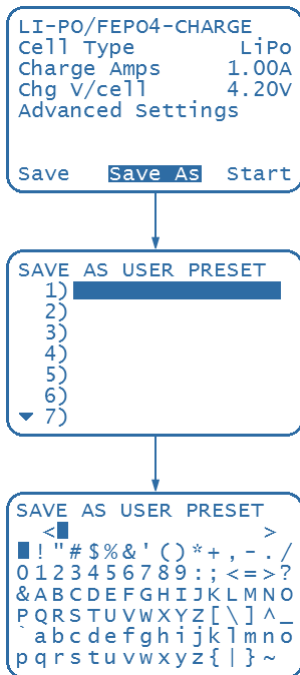 LI-PO/FEPO4-CHARGE
Cell Type LiPo
Charge Amps 1.00A
Chg V/cell 4.20V
Advanced Settings
Save Save As Start
SAVE AS USER PRESET
1)
2)
3)
4)
5)
6)
7)
SAVE AS USER PRESET
< >
!"#$%&'()*+,-./
0123456789:;<=>?
&ABCDEFGHIJKLMNO
PQRSTUVWXYZ[\]^_
`abcdefghijklmno
pqrstuvwxyz{|}~